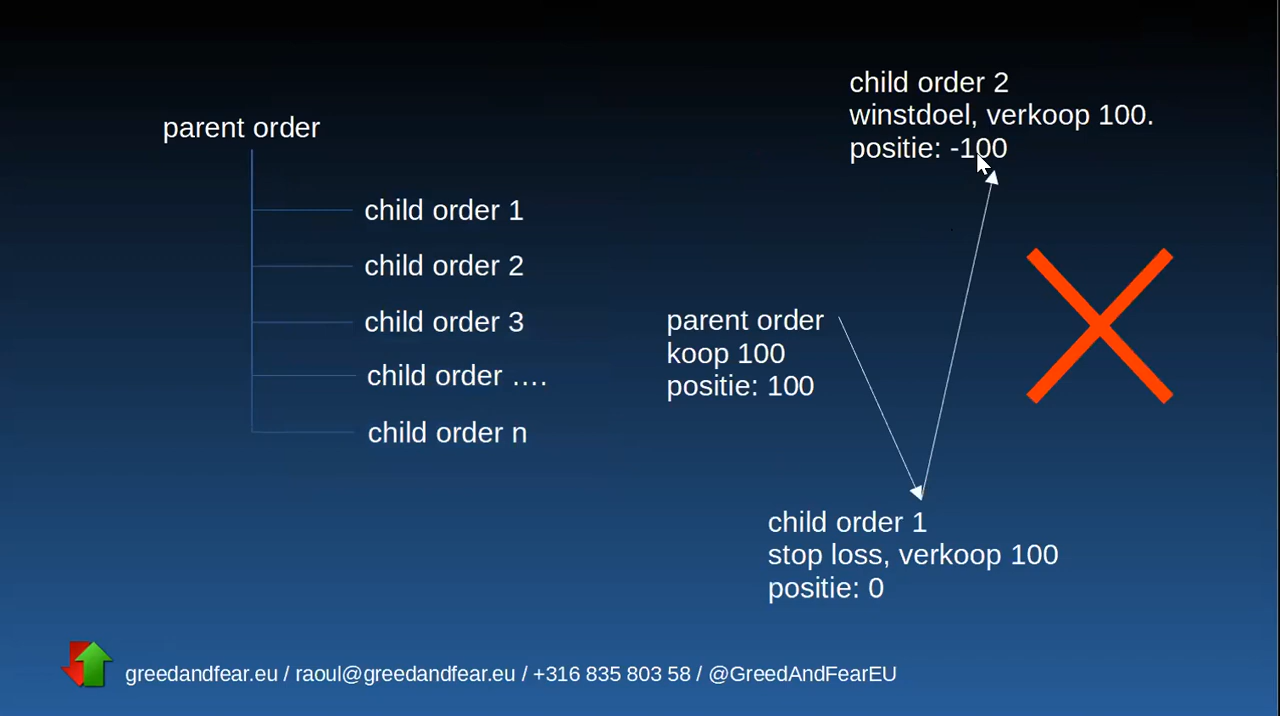 parent order
child order 1
child order 2
child order 3
child order ....
child order n
child order 2
winstdoel, verkoop 100.
positie: -100
parent order
koop 100
positie: 100
child order 1
stop loss, verkoop 100
positie: 0
greedandfear.eu / raoul@greedandfear.eu / +316 835 803 58 / @GreedAndFearEU